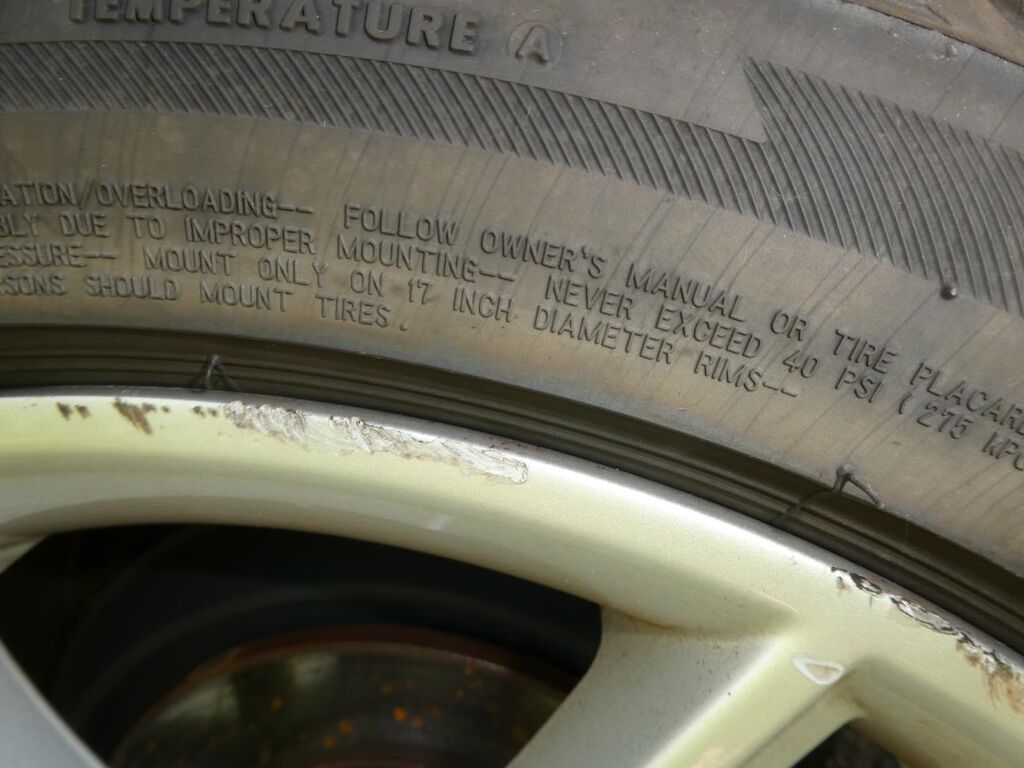 TEMPERATURE A
ATION/OVERLOADING-- FOLLOW OWNER'S MANUAL OR TIRE PLACARD
BLY DUE TO IMPROPER MOUNTING-- NEVER EXCEED 40 PSI (275 KPa
ESSURE-- MOUNT ONLY ON 17 INCH DIAMETER RIMS--
RSONS SHOULD MOUNT TIRES.